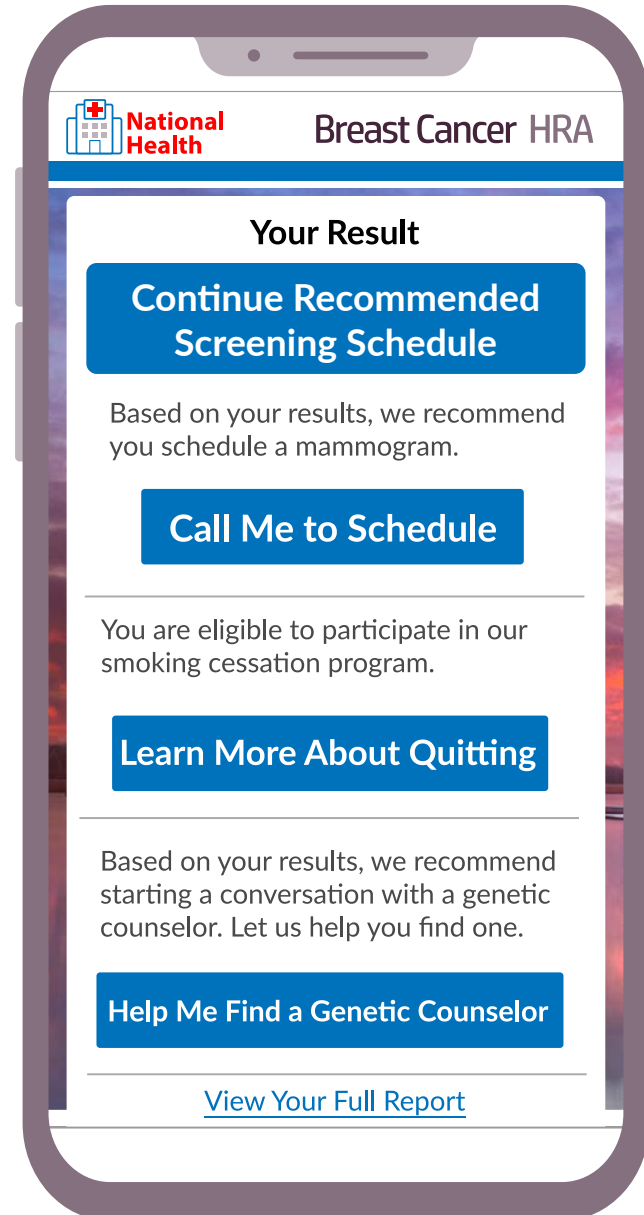 National
Health
Breast Cancer HRA
Your Result
Continue Recommended
Screening Schedule
Based on your results, we recommend
you schedule a mammogram.
Call Me to Schedule
You are eligible to participate in our
smoking cessation program.
Learn More About Quitting
Based on your results, we recommend
starting a conversation with a genetic
counselor. Let us help you find one.
Help Me Find a Genetic Counselor
View Your Full Report